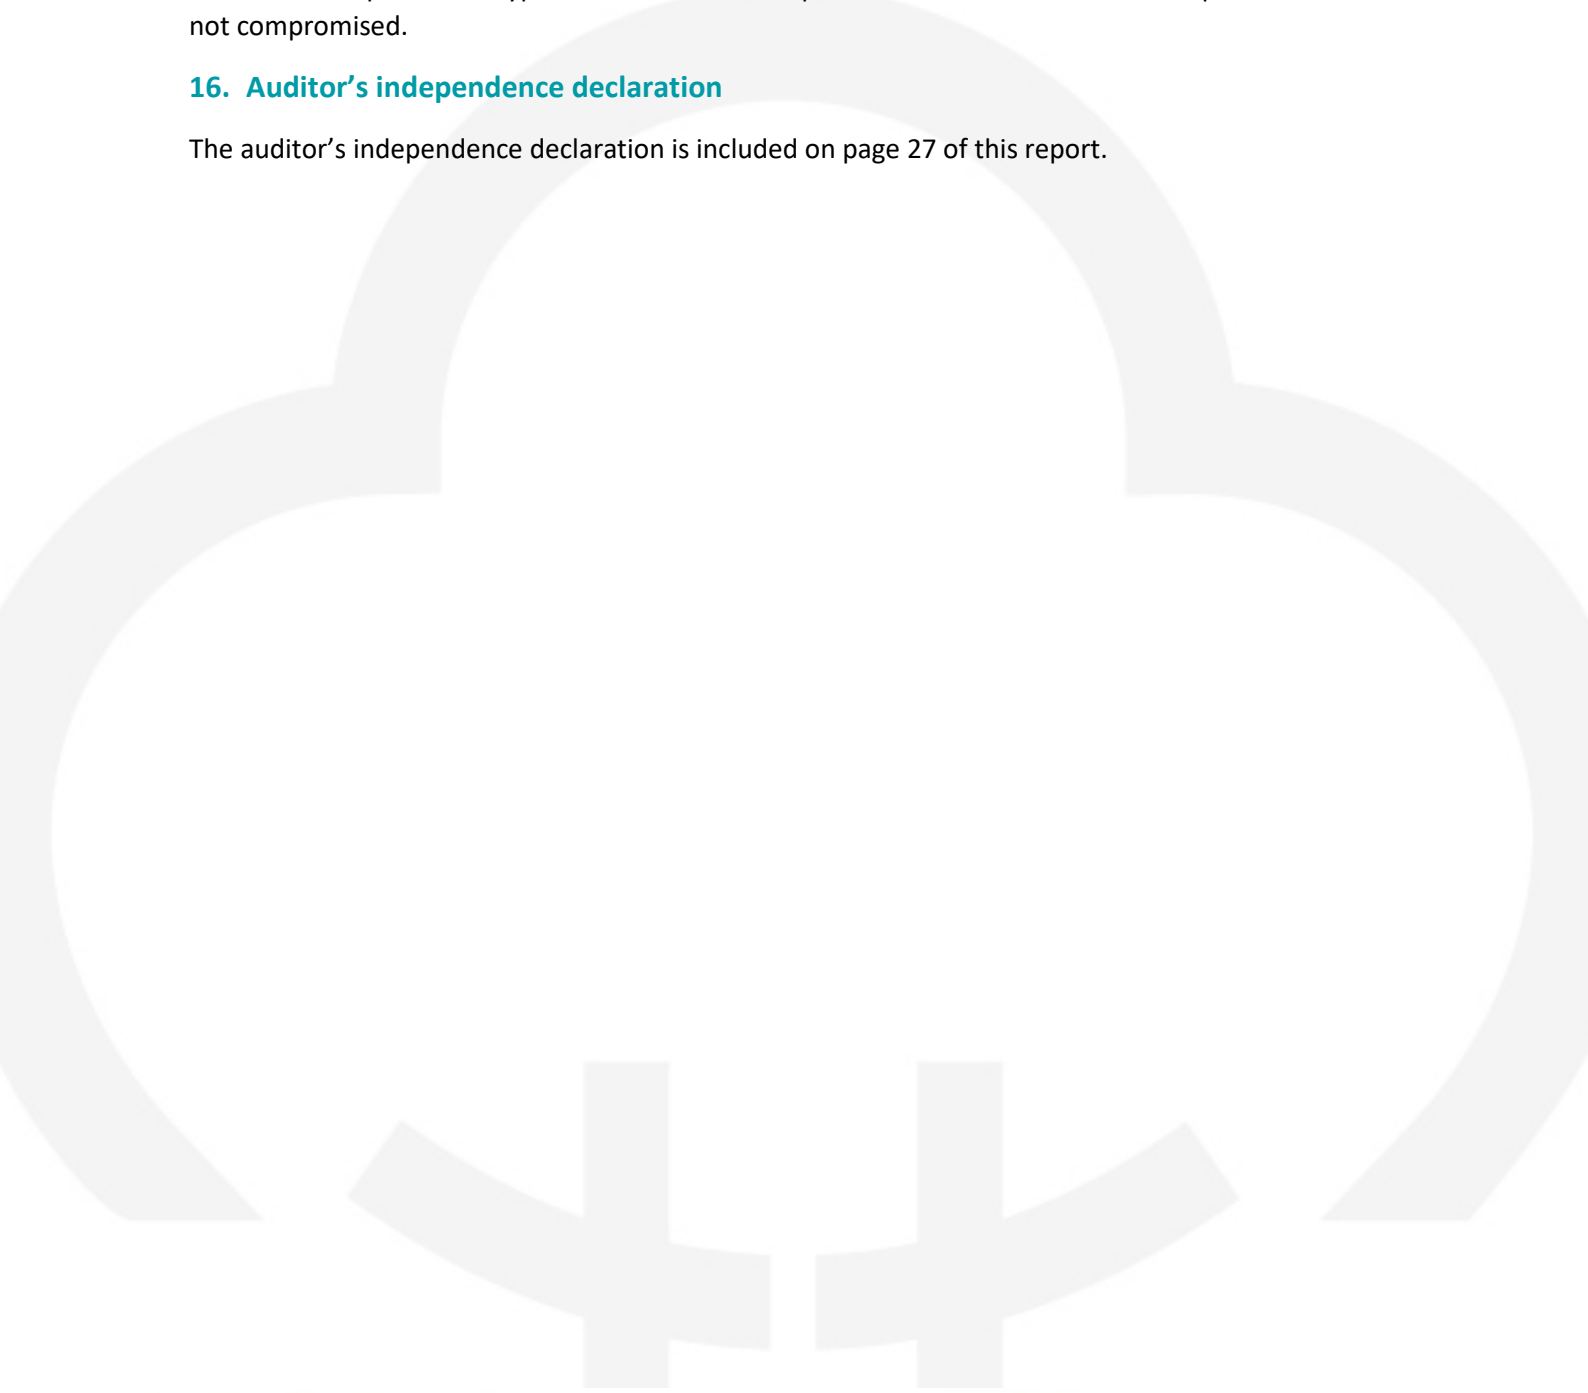 not compromised.
16. Auditor’s independence declaration
The auditor’s independence declaration is included on page 27 of this report.